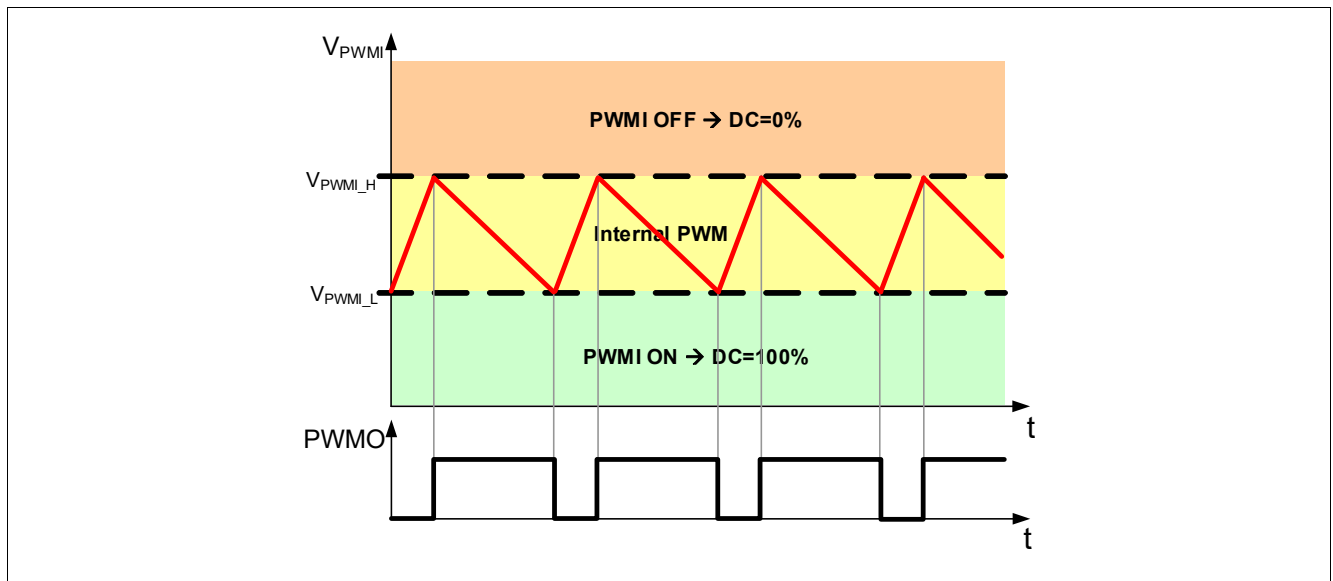 VPWMI
PWMI OFF → DC=0%
VPWMI_H
Internal PWM
VPWMI_L
PWMI ON → DC=100%
t
PWMO
t